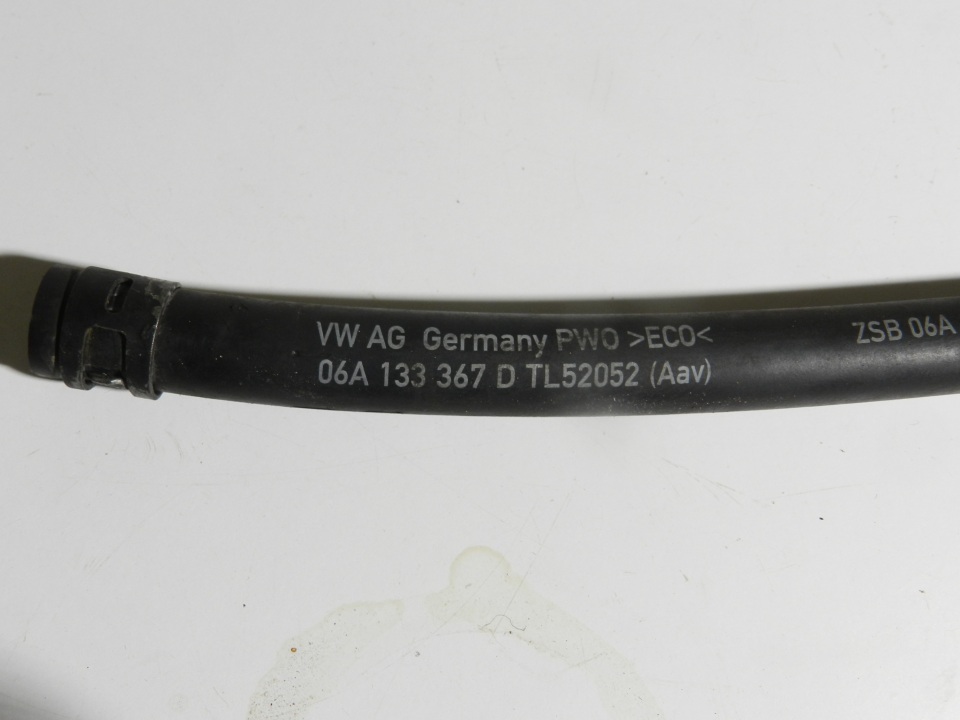 VW AG Germany PWO >ECO<
06A 133 367 D TL52052 (Aav)
ZSB 06A